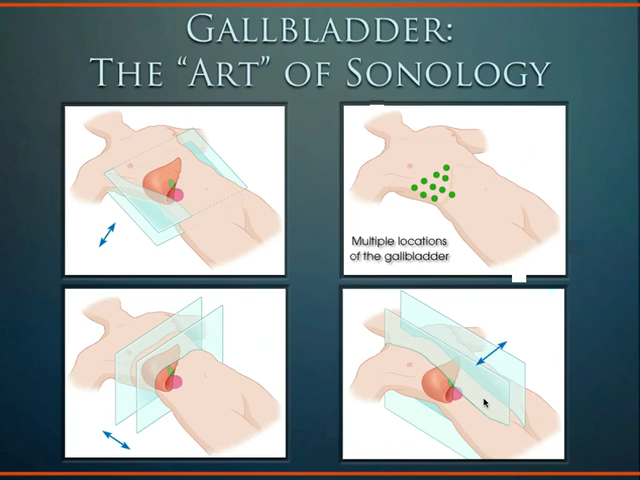 Gallbladder:
The “Art” of Sonology
Multiple locations
of the gallbladder